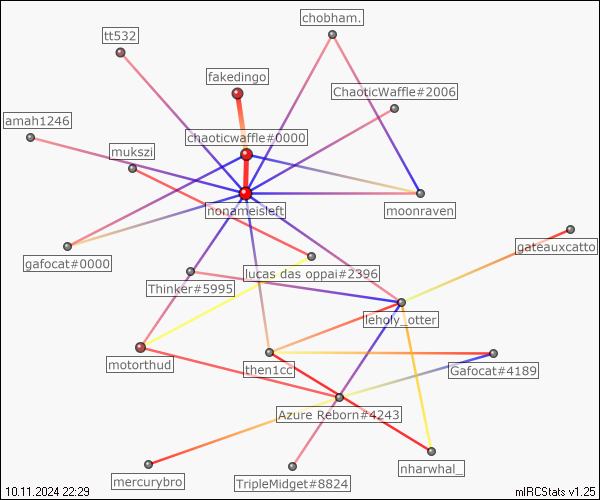 chobham.
tt532
fakedingo
ChaoticWaffle#2006
amah1246
chaoticwaffle#0000
mukszi
nonameisleft
moonraven
gateauxcatto
gafocat#0000
lucas das oppai#2396
Thinker#5995
leholy_otter
motorthud
then1cc
Gafocat#4189
Azure Reborn#4243
nharwhal_
mercurybro
TripleMidget#8824
10.11.2024 22:29
mIRCStats v1.25